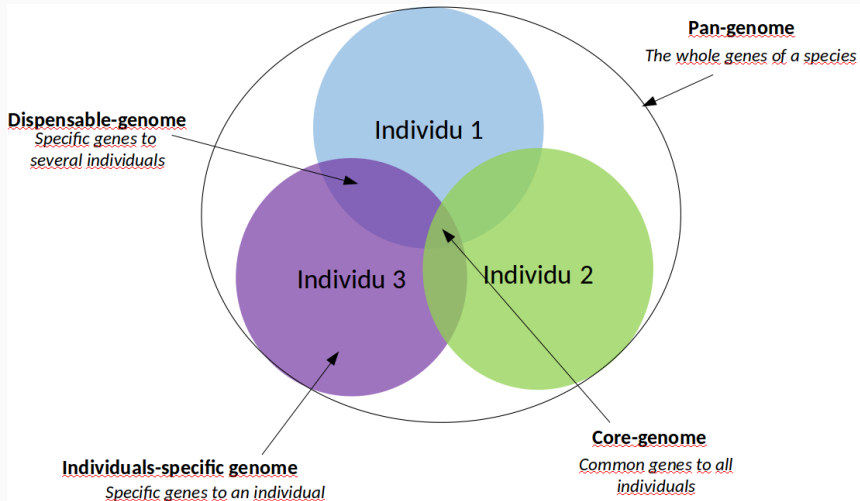 Pan-genome
The whole genes of a species
Dispensable-genome
Specific genes to
several individuals
Individu 1
Individu 3
Individu 2
Core-genome
Common genes to all
individuals
Individuals-specific genome
Specific genes to an individual